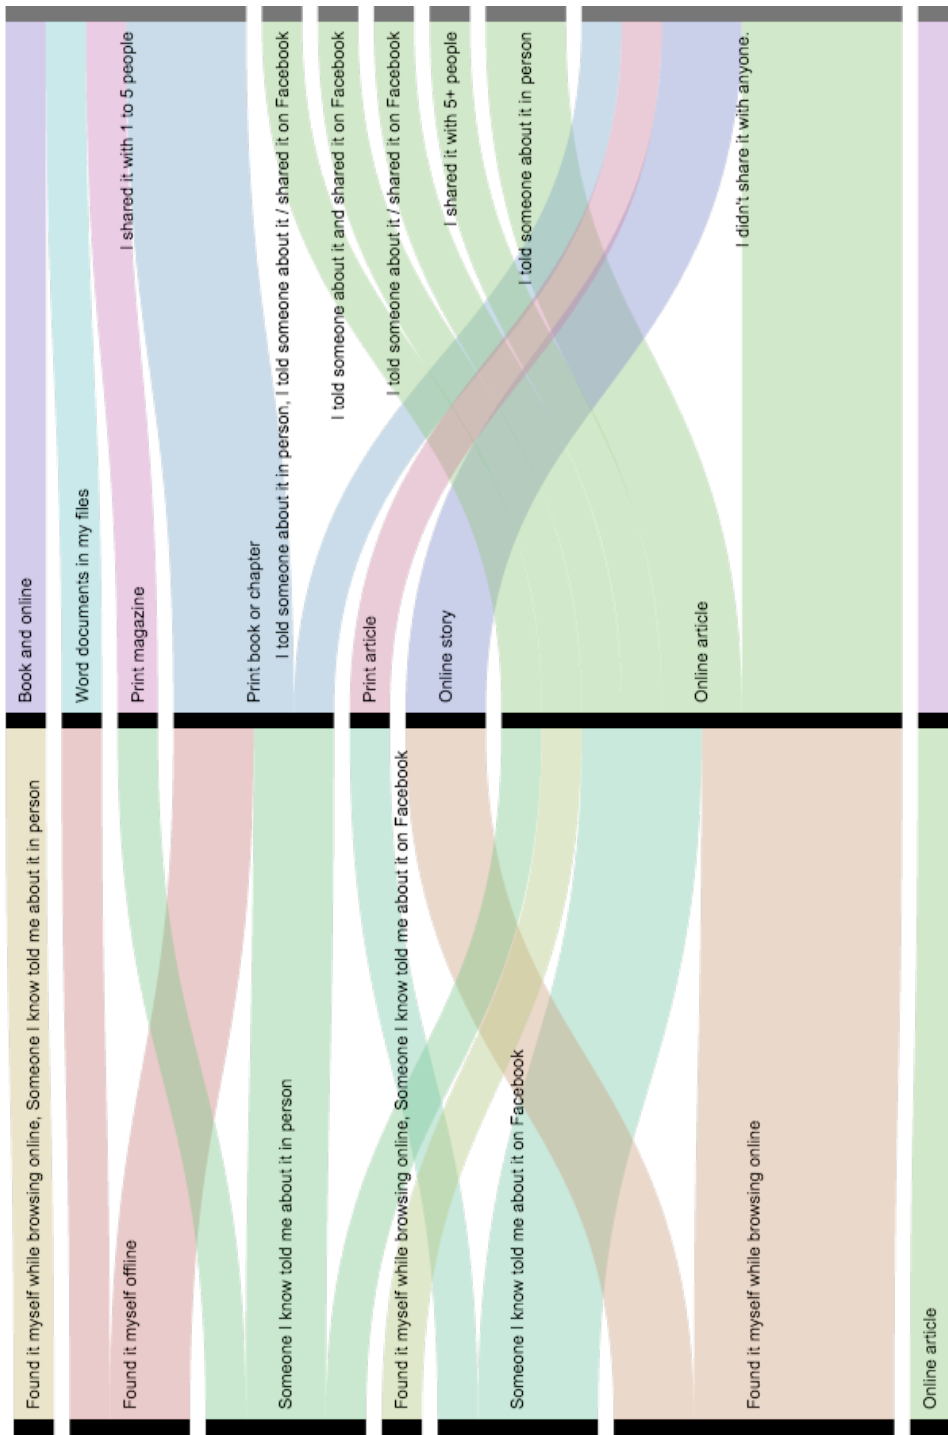 Found it myself while browsing online, Someone I know told me about it in person
Found it myself offline
Someone I know told me about it in person
Found it myself while browsing online, Someone I know told me about it on Facebook
Someone I know told me about it on Facebook
Found it myself while browsing online
Online article
Book and online
Word documents in my files
Print magazine
Print book or chapter
Print article
Online story
Online article
I shared it with 1 to 5 people
I told someone about it in person, I told someone about it / shared it on Facebook
I told someone about it and shared it on Facebook
I told someone about it / shared it on Facebook
I shared it with 5+ people
I told someone about it in person
I didn't share it with anyone.